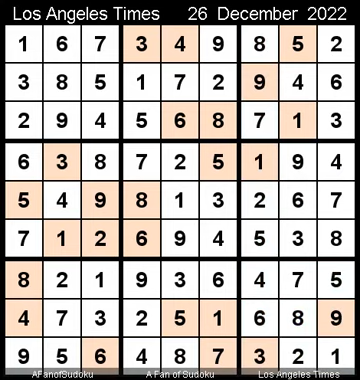 Los Angeles Times 26 December 2022
1 6 7 3 4 9 8 5 2
3 8 5 1 7 2 9 4 6
2 9 4 5 6 8 7 1 3
6 3 8 7 2 5 1 9 4
5 4 9 8 1 3 2 6 7
7 1 2 6 9 4 5 3 8
8 2 1 9 3 6 4 7 5
4 7 3 2 5 1 6 8 9
9 5 6 4 8 7 3 2 1
AFanofSudoku A Fan of Sudoku Los Angeles Times